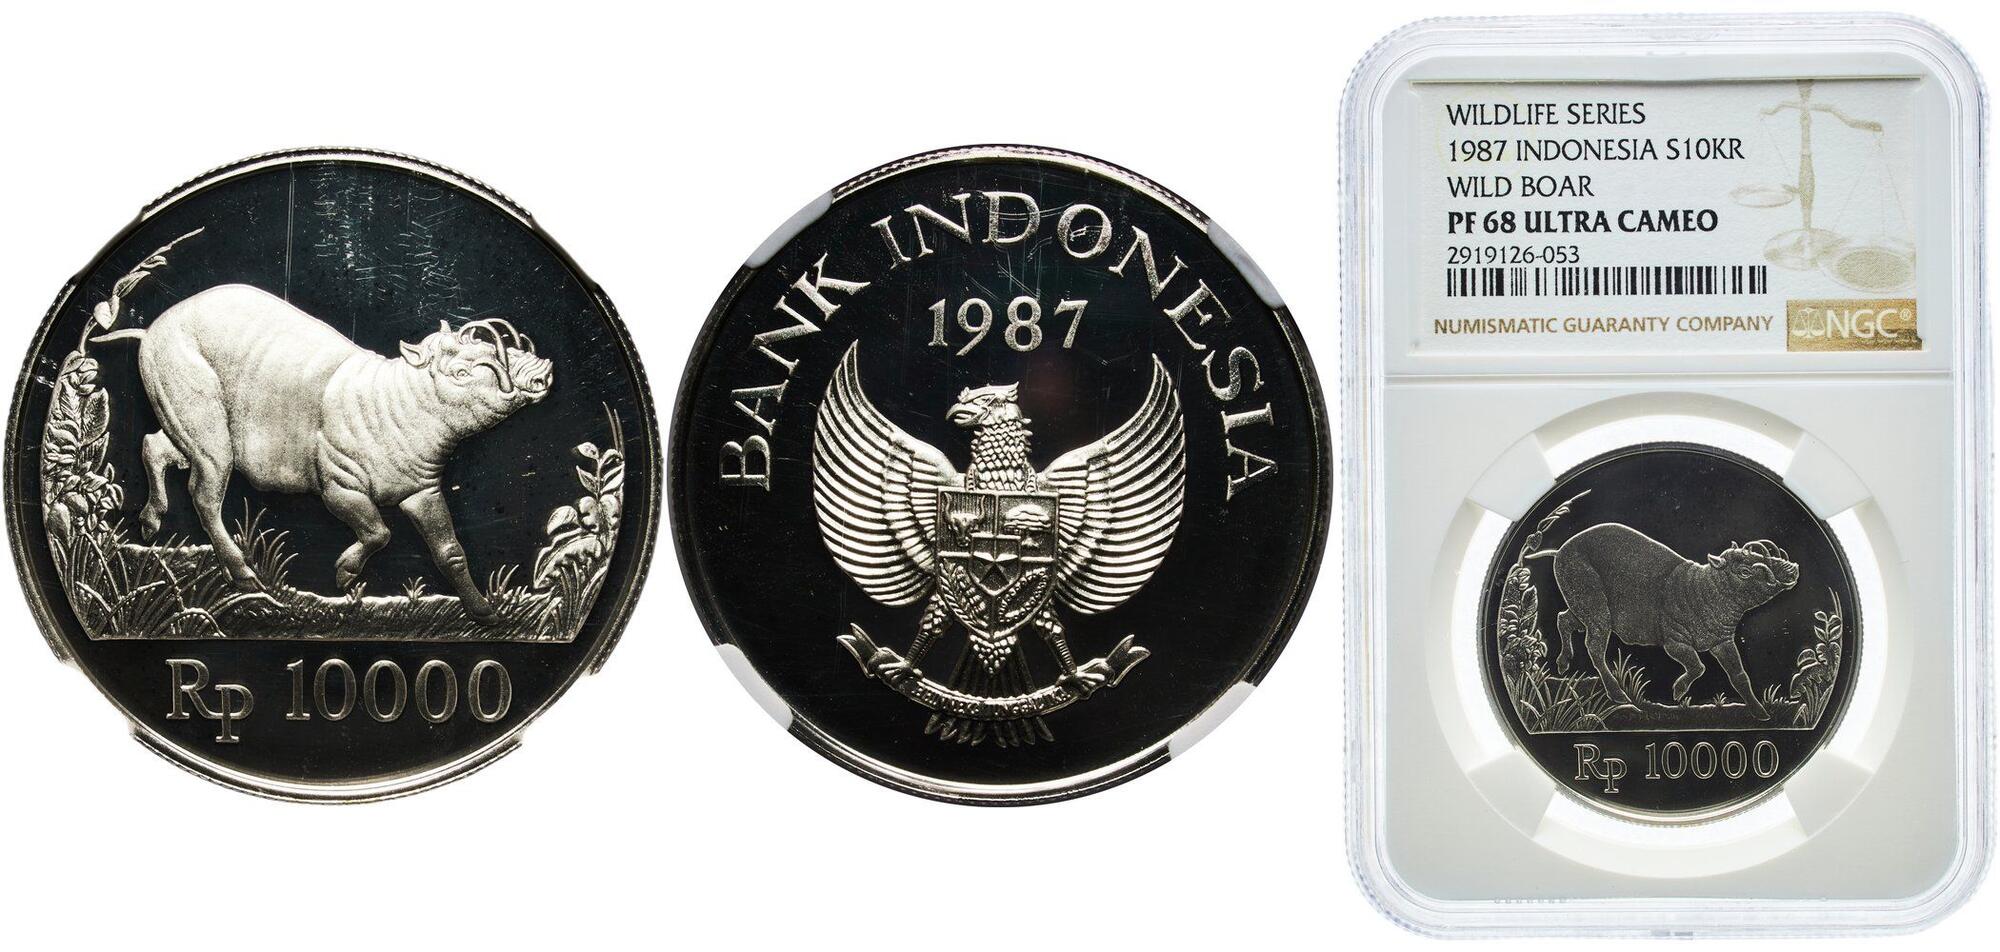 Rp 10000
BANK INDONESIA
1987
WILDLIFE SERIES
1987 INDONESIA S10KR
WILD BOAR
PF 68 ULTRA CAMEO
2919126-053
NUMISMATIC GUARANTY COMPANY
NGC®
Rp 10000